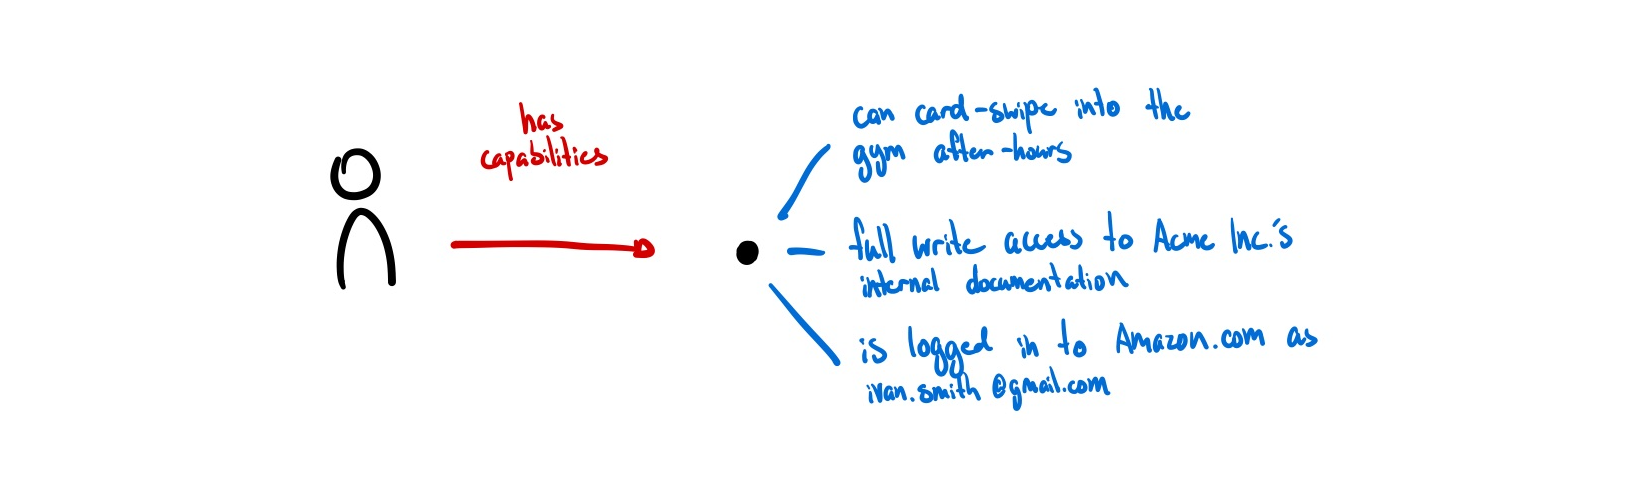 has
capabilities
can card-swipe into the
gym after-hours
full write access to Acme Inc.'s
internal documentation
is logged in to Amazon.com as
ivan.smith@gmail.com